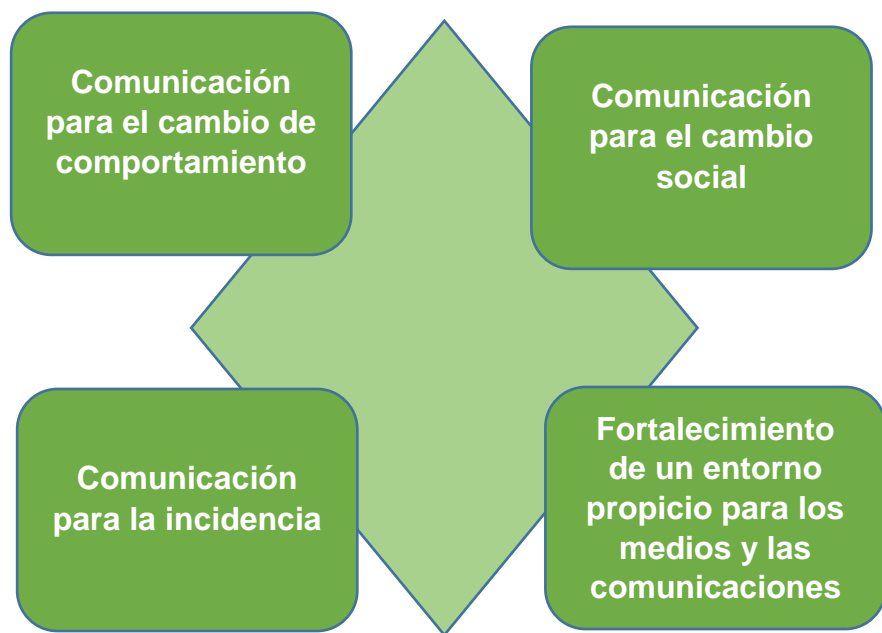 Comunicación
para el cambio de
comportamiento
Comunicación
para el cambio
social
Comunicación
para la incidencia
Fortalecimiento
de un entorno
propicio para los
medios y las
comunicaciones